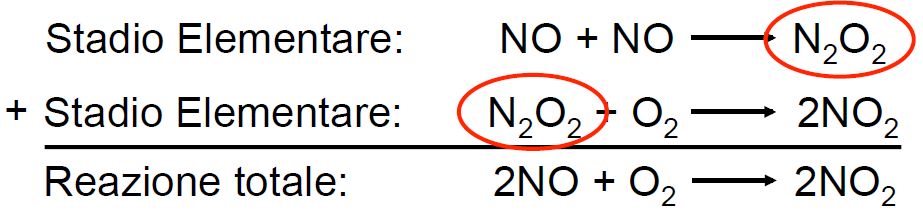 Stadio Elementare: NO + NO ⟶ N₂O₂
+ Stadio Elementare: N₂O₂ + O₂ ⟶ 2NO₂
Reazione totale: 2NO + O₂ ⟶ 2NO₂